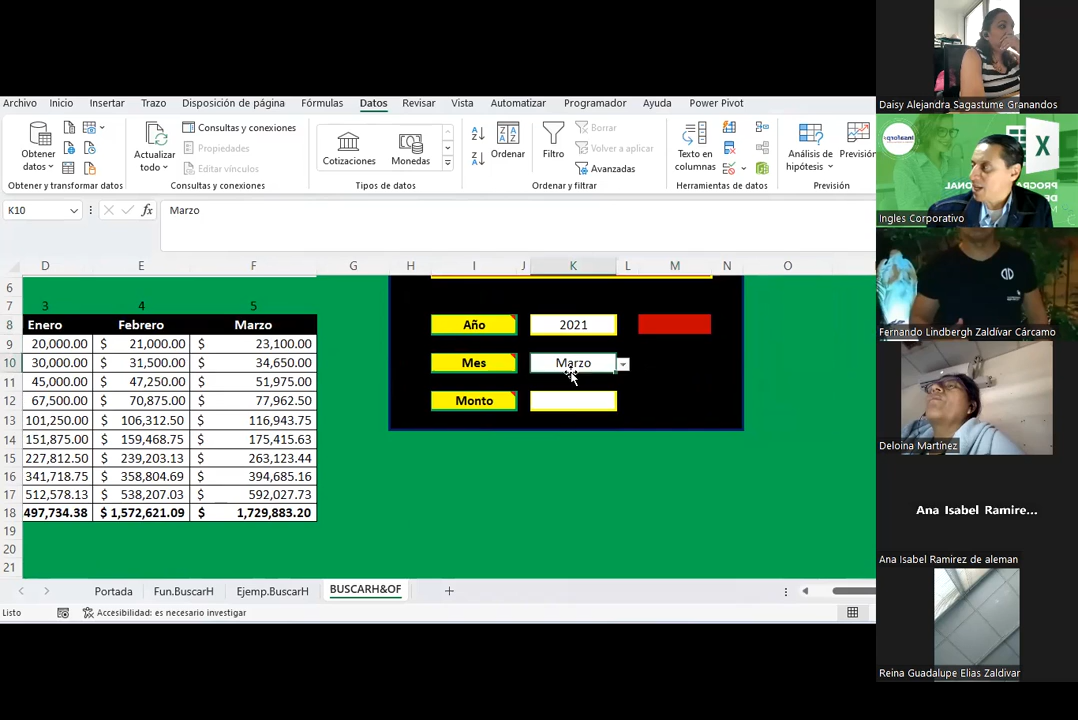 Archivo Inicio Insertar Trazo Disposición de página Fórmulas Datos Revisar Vista Automatizar Programador Ayuda Power Pivot
Obtener datos
Actualizar todo
Consultas y conexiones
Propiedades
Editar vínculos
Cotizaciones
Monedas
Ordenar
Filtro
Borrar
Volver a aplicar
Avanzadas
Texto en columnas
Análisis de hipótesis
Previsión
Obtener y transformar datos
Consultas y conexiones
Tipos de datos
Ordenar y filtrar
Herramientas de datos
Previsión
K10 fx Marzo
D E F G H I J K L M N O
6
7 3 4 5
8 Enero Febrero Marzo Año 2021
9 20,000.00 $ 21,000.00 $ 23,100.00
10 30,000.00 $ 31,500.00 $ 34,650.00 Mes Marzo
11 45,000.00 $ 47,250.00 $ 51,975.00
12 67,500.00 $ 70,875.00 $ 77,962.50 Monto
13 101,250.00 $ 106,312.50 $ 116,943.75
14 151,875.00 $ 159,468.75 $ 175,415.63
15 227,812.50 $ 239,203.13 $ 263,123.44
16 341,718.75 $ 358,804.69 $ 394,685.16
17 512,578.13 $ 538,207.03 $ 592,027.73
18 497,734.38 $ 1,572,621.09 $ 1,729,883.20
19
20
21
Portada Fun.BuscarH Ejemp.BuscarH BUSCARH&OF
Listo Accesibilidad: es necesario investigar
Daisy Alejandra Sagastume Granandos
Insaforp
X
Ingles Corporativo
Fernando Lindbergh Zaldívar Cárcamo
Deloina Martínez
Ana Isabel Ramire...
Ana Isabel Ramirez de aleman
Reina Guadalupe Elias Zaldivar